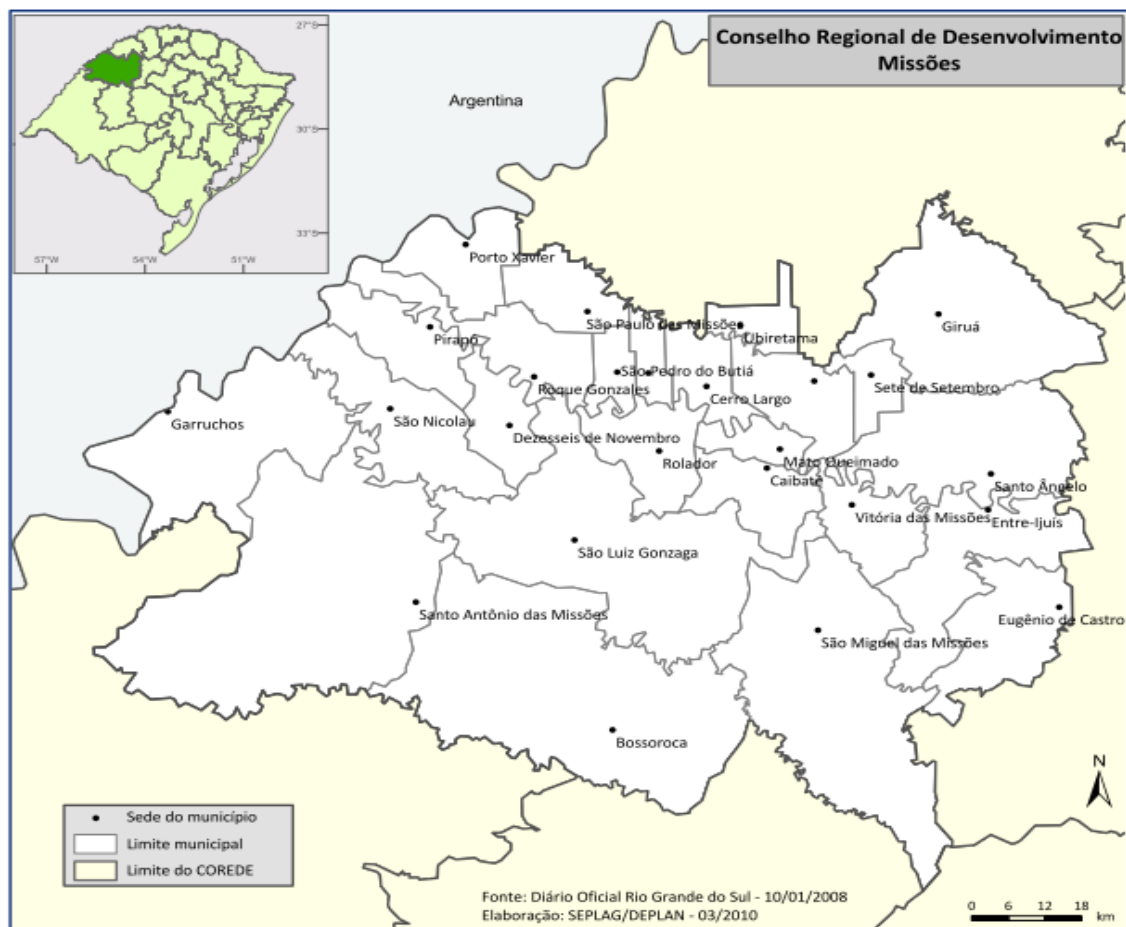 27°S
30°S
33°S
57°W
54°W
51°W
Conselho Regional de Desenvolvimento
Missões
Argentina
Porto Xavier
São Paulo das Missões
Ubiretama
Giruá
Pirapó
São Pedro do Butiá
Roque Gonzales
Cerro Largo
Sete de Setembro
Garruchos
São Nicolau
Dezesseis de Novembro
Rolador
Mato Queimado
Caibaté
Santo Ângelo
Vitória das Missões
Entre-Ijuís
São Luiz Gonzaga
Santo Antônio das Missões
Eugênio de Castro
São Miguel das Missões
Bossoroca
N
Sede do município
Limite municipal
Limite do COREDE
Fonte: Diário Oficial Rio Grande do Sul - 10/01/2008
Elaboração: SEPLAG/DEPLAN - 03/2010
0 6 12 18 km